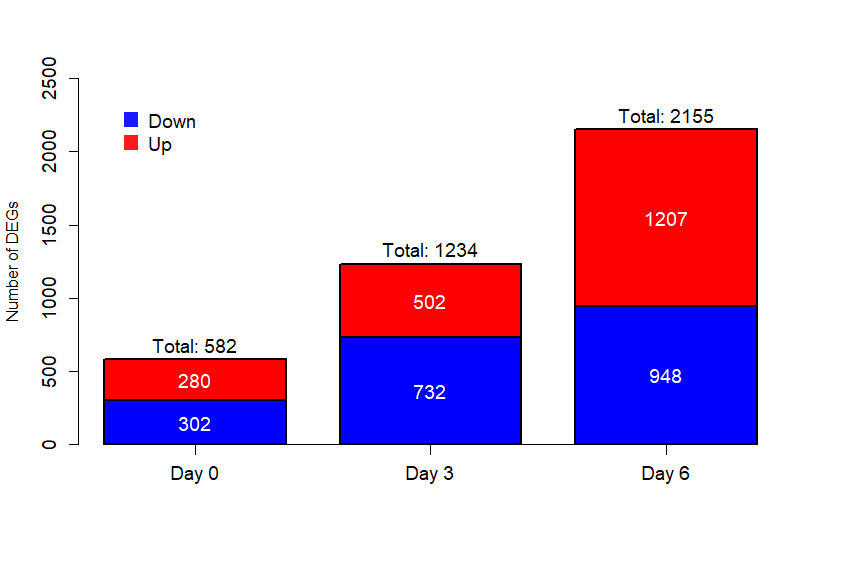 Number of DEGs
2500
2000
1500
1000
500
0
Down
Up
Total: 582
280
302
Total: 1234
502
732
Total: 2155
1207
948
Day 0
Day 3
Day 6